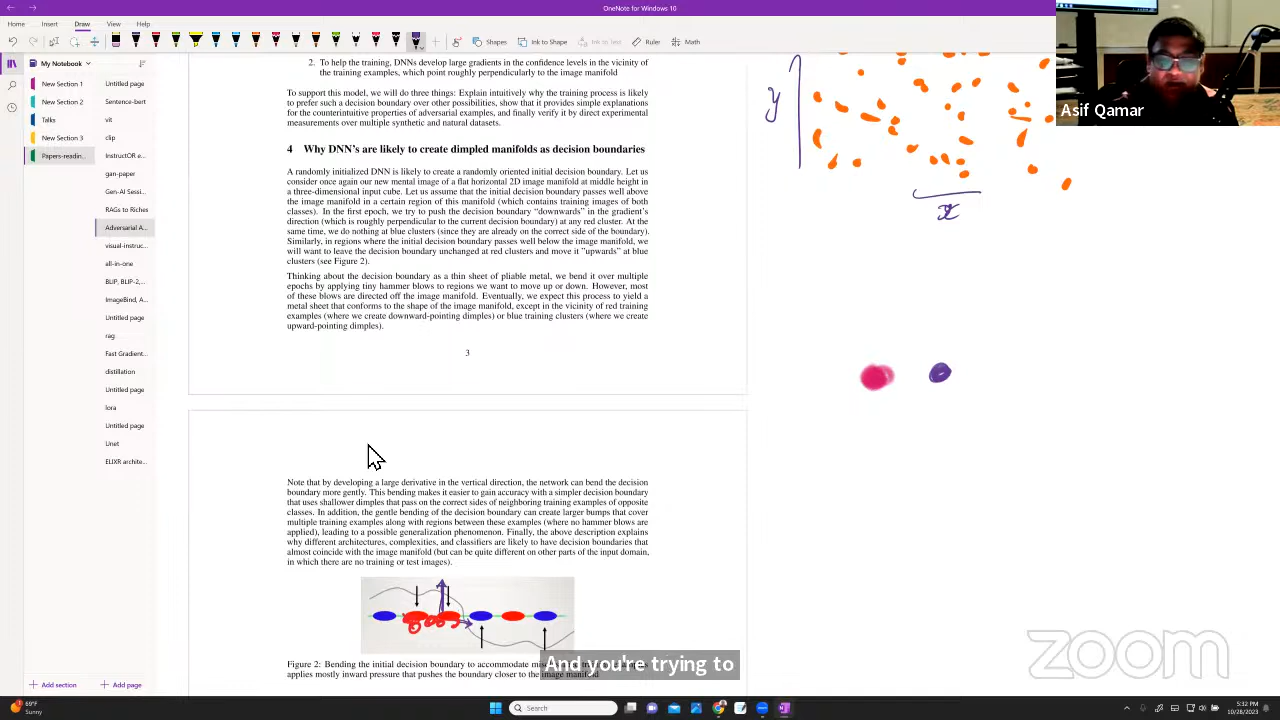 OneNote for Windows 10
Home Insert Draw View Help
Shapes Ink to Shape Ink to Text Ruler Math
My Notebook
New Section 1
New Section 2
Talks
New Section 3
Papers-readin...
Untitled page
Sentence-bert
vit
clip
InstructOR e...
gan-paper
Gen-AI Sessi...
RAGs to Riches
Adversarial A...
visual-instruc...
all-in-one
BLIP, BLIP-2,...
ImageBind, A...
Untitled page
rag
Fast Gradient...
distillation
Untitled page
lora
Untitled page
Unet
ELIXR archite...
Add section
Add page
2. To help the training, DNNs develop large gradients in the confidence levels in the vicinity of
the training examples, which point roughly perpendicularly to the image manifold
To support this model, we will do three things: Explain intuitively why the training process is likely
to prefer such a decision boundary over other possibilities, show that it provides simple explanations
for the counterintuitive properties of adversarial examples, and finally verify it by direct experimental
measurements over multiple synthetic and natural datasets.
4 Why DNN's are likely to create dimpled manifolds as decision boundaries
A randomly initialized DNN is likely to create a randomly oriented initial decision boundary. Let us
consider once again our new mental image of a flat horizontal 2D image manifold at middle height in
a three-dimensional input cube. Let us assume that the initial decision boundary passes well above
the image manifold in a certain region of this manifold (which contains training images of both
classes). In the first epoch, we try to push the decision boundary "downwards" in the gradient's
direction (which is roughly perpendicular to the current decision boundary) at any red cluster. At the
same time, we do nothing at blue clusters (since they are already on the correct side of the boundary).
Similarly, in regions where the initial decision boundary passes well below the image manifold, we
will want to leave the decision boundary unchanged at red clusters and move it "upwards" at blue
clusters (see Figure 2).
Thinking about the decision boundary as a thin sheet of pliable metal, we bend it over multiple
epochs by applying tiny hammer blows to regions we want to move up or down. However, most
of these blows are directed off the image manifold. Eventually, we expect this process to yield a
metal sheet that conforms to the shape of the image manifold, except in the vicinity of red training
examples (where we create downward-pointing dimples) or blue training clusters (where we create
upward-pointing dimples).
3
Note that by developing a large derivative in the vertical direction, the network can bend the decision
boundary more gently. This bending makes it easier to gain accuracy with a simpler decision boundary
that uses shallower dimples that pass on the correct sides of neighboring training examples of opposite
classes. In addition, the gentle bending of the decision boundary can create larger bumps that cover
multiple training examples along with regions between these examples (where no hammer blows are
applied), leading to a possible generalization phenomenon. Finally, the above description explains
why different architectures, complexities, and classifiers are likely to have decision boundaries that
almost coincide with the image manifold (but can be quite different on other parts of the input domain,
in which there are no training or test images).
Figure 2: Bending the initial decision boundary to accommodate
applies mostly inward pressure that pushes the boundary closer to the image manifold
And you're trying to
y
x
Asif Qamar
zoom
69°F
Sunny
Search
5:32 PM
10/28/2023